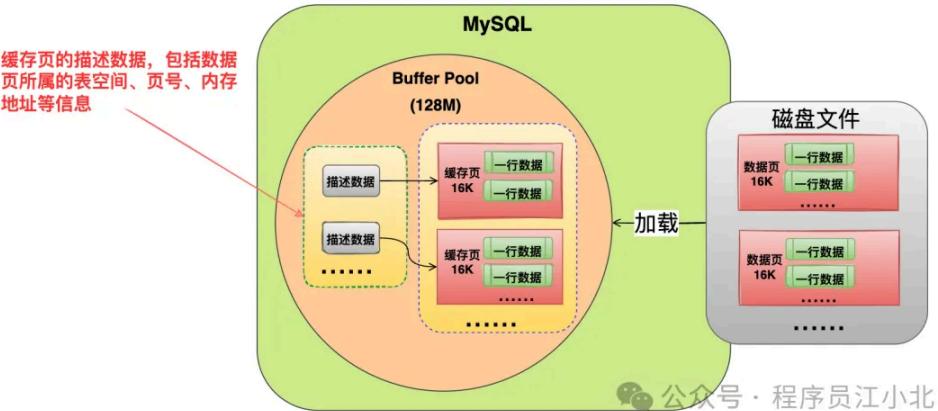 MySQL
缓存页的描述数据，包括数据
页所属的表空间、页号、内存
地址等信息
Buffer Pool
(128M)
描述数据
描述数据
......
缓存页
16K
一行数据
一行数据
缓存页
16K
一行数据
一行数据
......
......
加载
磁盘文件
数据页
16K
一行数据
一行数据
......
数据页
16K
一行数据
一行数据
......
......
公众号 · 程序员江小北